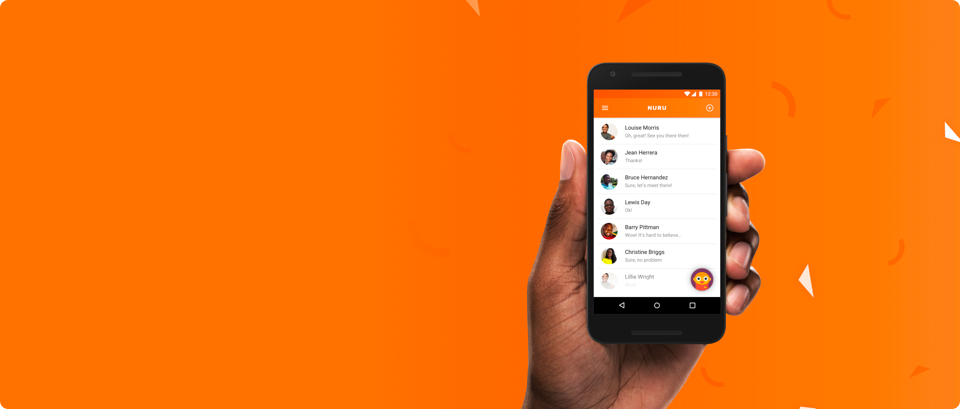 12:30
NURU
Louise Morris
Oh, great! See you there then!
Jean Herrera
Thanks!
Bruce Hernandez
Sure, let's meet there!
Lewis Day
Ok!
Barry Pittman
Wow! It's hard to believe...
Christine Briggs
Sure, no problem
Lillie Wright